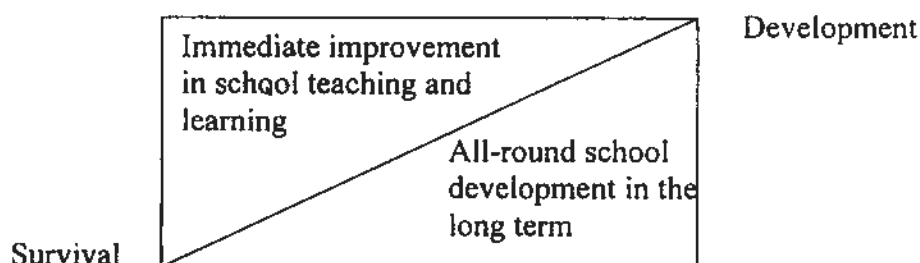 Development
Immediate improvement
in school teaching and
learning
All-round school
development in the
long term
Survival